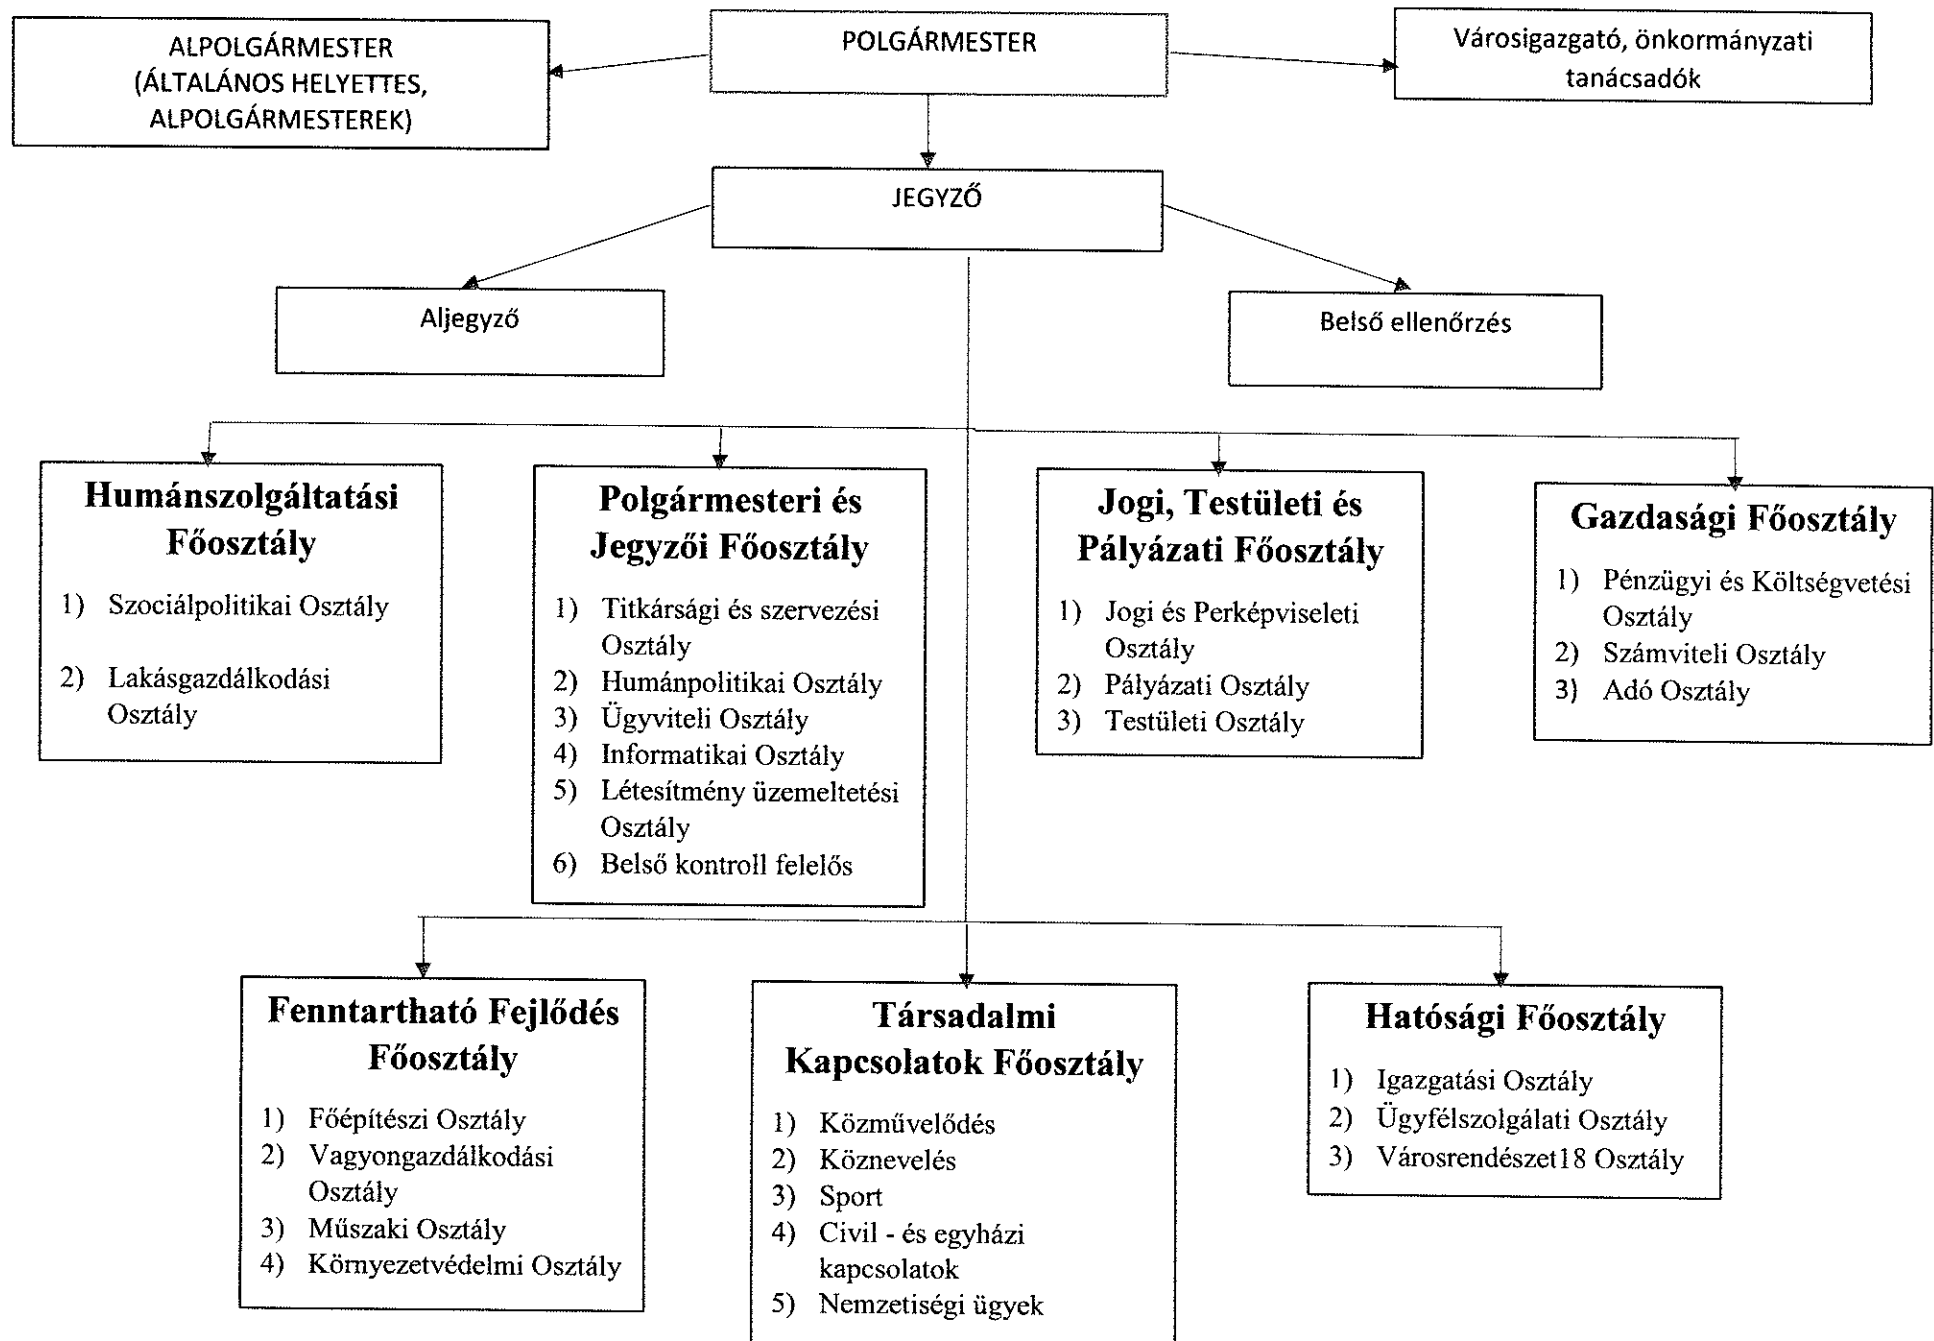 ALPOLGÁRMESTER
(ÁLTALÁNOS HELYETTES,
ALPOLGÁRMESTEREK)
POLGÁRMESTER
Városigazgató, önkormányzati
tanácsadók
JEGYZŐ
Aljegyző
Belső ellenőrzés
Humánszolgáltatási
Főosztály
1) Szociálpolitikai Osztály
2) Lakásgazdálkodási
Osztály
Polgármesteri és
Jegyzői Főosztály
1) Titkársági és szervezési
Osztály
2) Humánpolitikai Osztály
3) Ügyviteli Osztály
4) Informatikai Osztály
5) Létesítmény üzemeltetési
Osztály
6) Belső kontroll felelős
Jogi, Testületi és
Pályázati Főosztály
1) Jogi és Perképviseleti
Osztály
2) Pályázati Osztály
3) Testületi Osztály
Gazdasági Főosztály
1) Pénzügyi és Költségvetési
Osztály
2) Számviteli Osztály
3) Adó Osztály
Fenntartható Fejlődés
Főosztály
1) Főépítészi Osztály
2) Vagyongazdálkodási
Osztály
3) Műszaki Osztály
4) Környezetvédelmi Osztály
Társadalmi
Kapcsolatok Főosztály
1) Közművelődés
2) Köznevelés
3) Sport
4) Civil - és egyházi
kapcsolatok
5) Nemzetiségi ügyek
Hatósági Főosztály
1) Igazgatási Osztály
2) Ügyfélszolgálati Osztály
3) Városrendészet18 Osztály